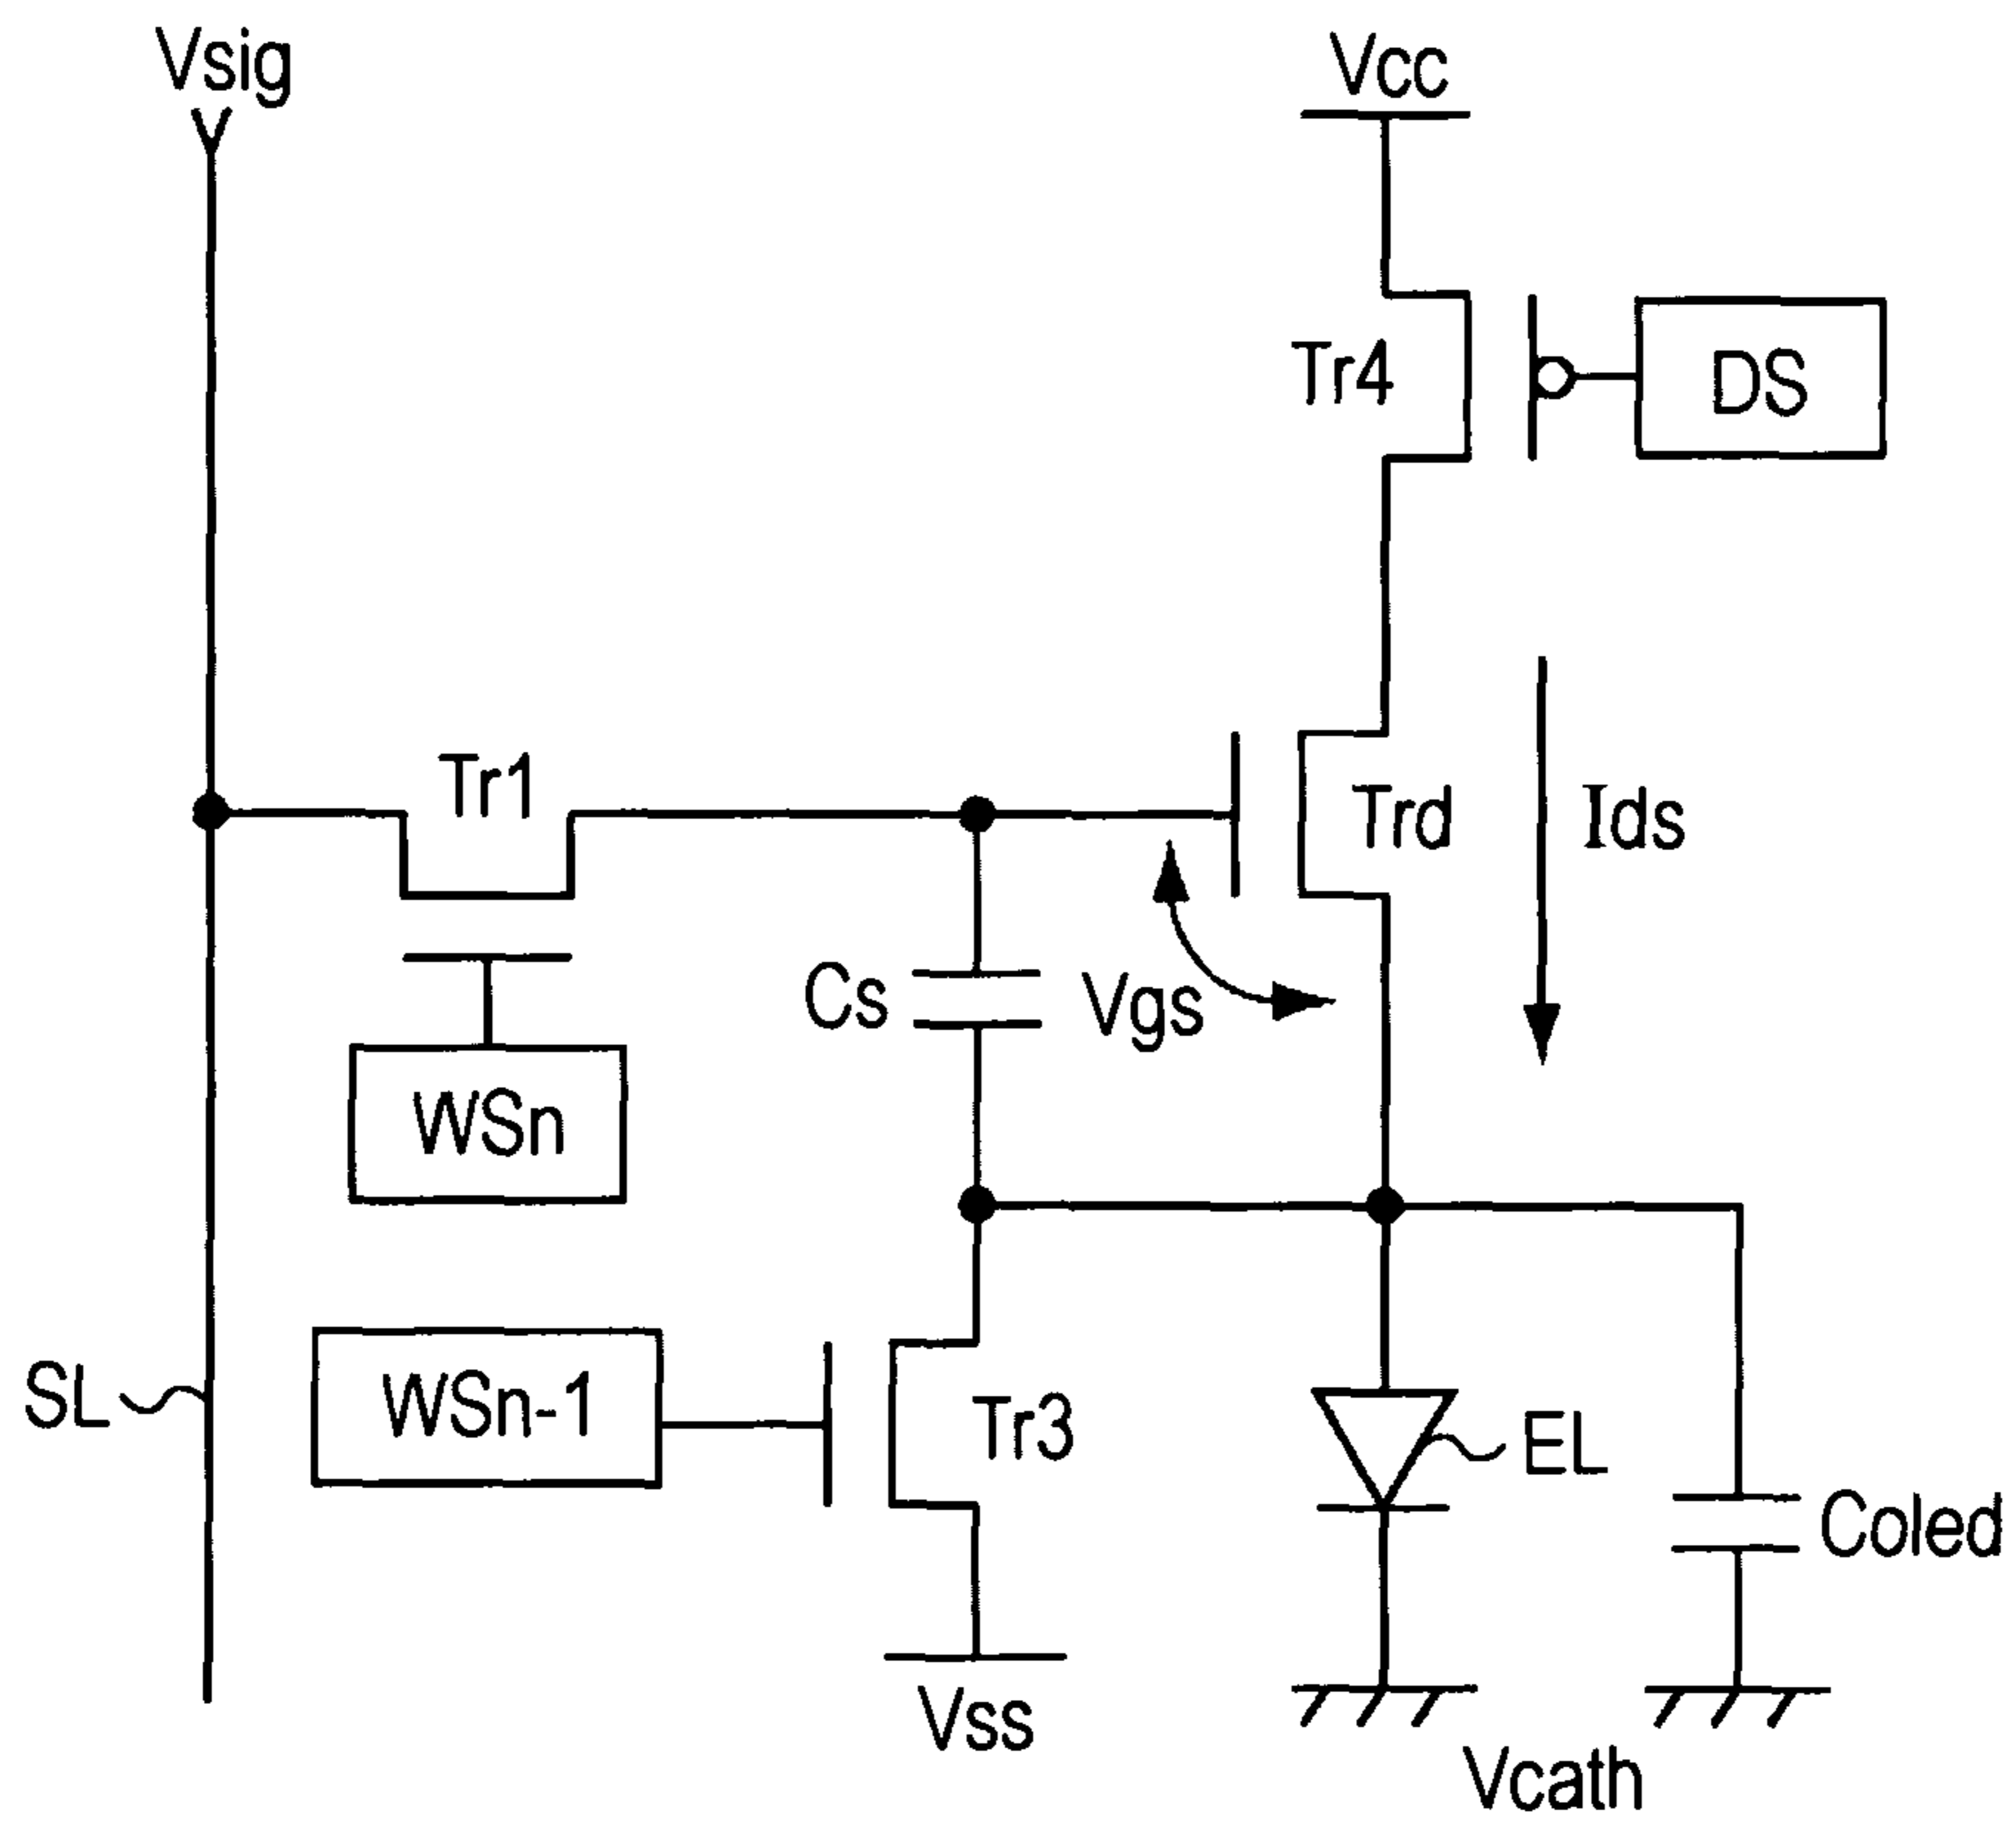 Vsig
Vcc
Tr4
DS
Tr1
Trd
Ids
Cs
Vgs
WSn
SL
WSn-1
Tr3
EL
Coled
Vss
Vcath